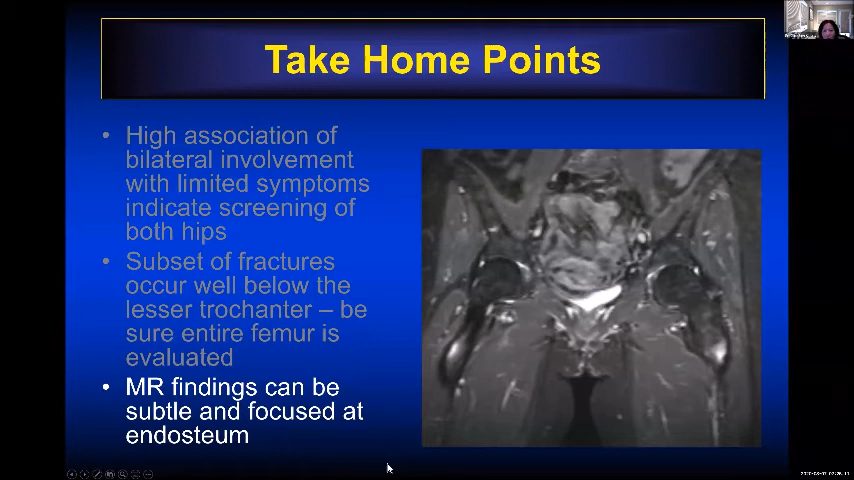 Take Home Points
• High association of
bilateral involvement
with limited symptoms
indicate screening of
both hips
• Subset of fractures
occur well below the
lesser trochanter – be
sure entire femur is
evaluated
• MR findings can be
subtle and focused at
endosteum